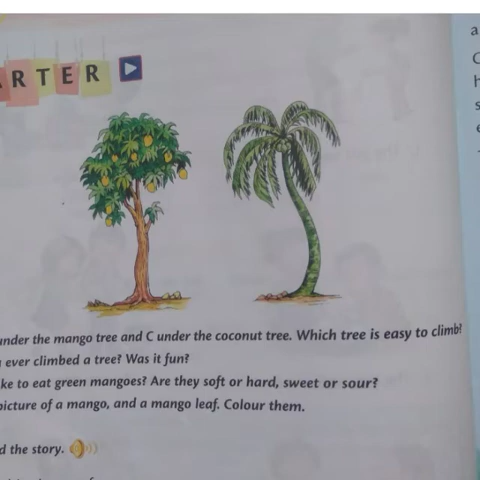 RTER
under the mango tree and C under the coconut tree. Which tree is easy to climb?
ever climbed a tree? Was it fun?
ke to eat green mangoes? Are they soft or hard, sweet or sour?
picture of a mango, and a mango leaf. Colour them.
d the story.